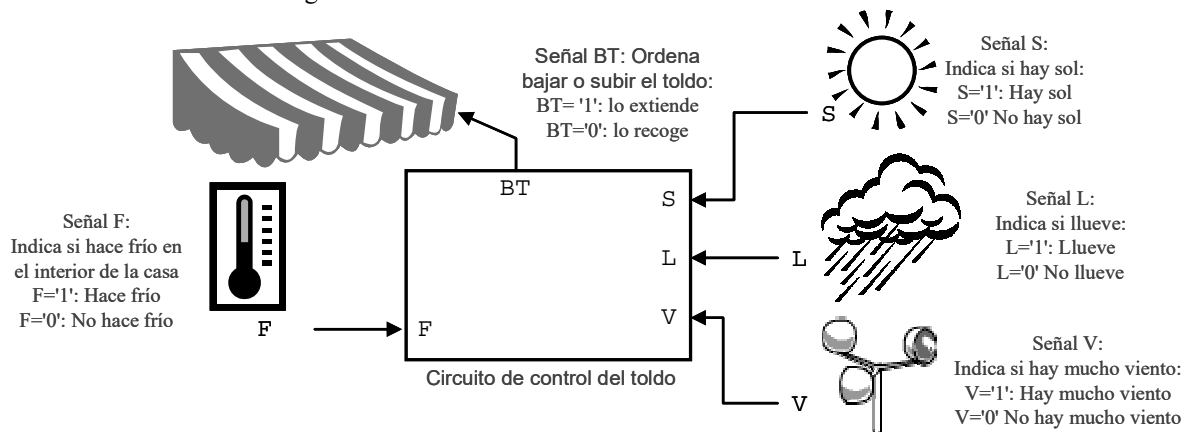 Señal BT: Ordena
bajar o subir el toldo:
BT= '1': lo extiende
BT='0': lo recoge
S
Señal S:
Indica si hay sol:
S='1': Hay sol
S='0' No hay sol
BT
S
L
V
F
Señal F:
Indica si hace frío en
el interior de la casa
F='1': Hace frío
F='0': No hace frío
F
L
Señal L:
Indica si llueve:
L='1': Llueve
L='0' No llueve
V
Señal V:
Indica si hay mucho viento:
V='1': Hay mucho viento
V='0' No hay mucho viento
Circuito de control del toldo